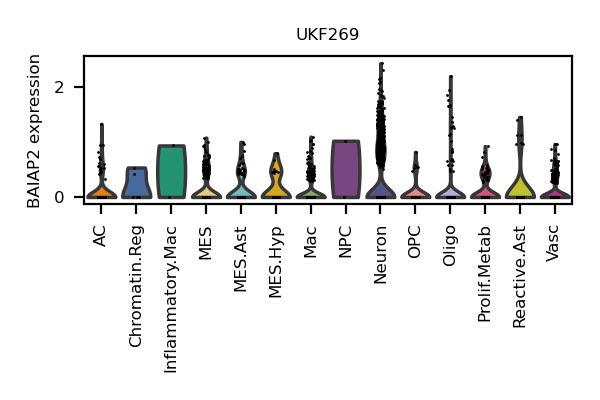 UKF269
BAIAP2 expression
2
0
AC
Chromatin.Reg
Inflammatory.Mac
MES
MES.Ast
MES.Hyp
Mac
NPC
Neuron
OPC
Oligo
Prolif.Metab
Reactive.Ast
Vasc